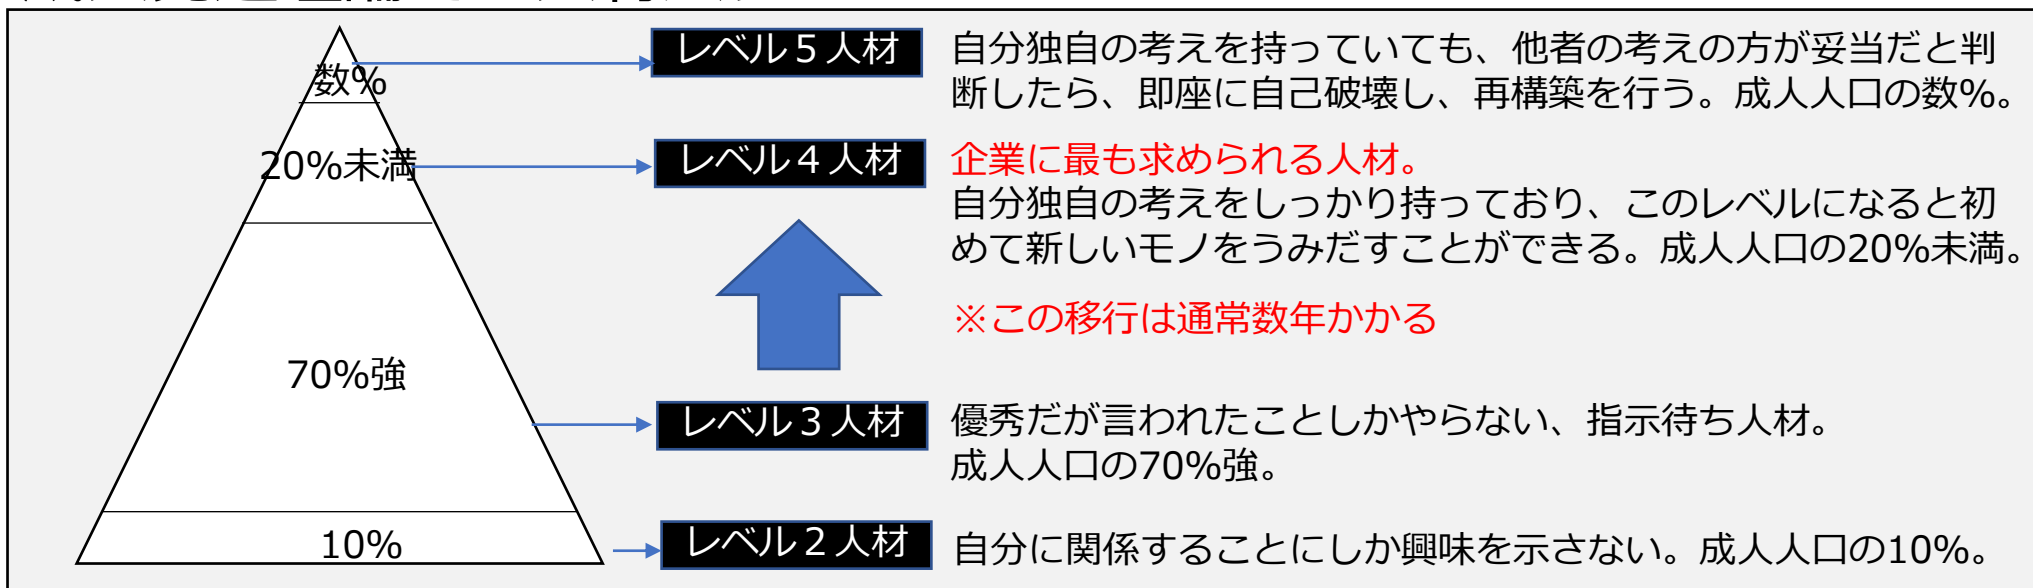 数%
レベル５人材
自分独自の考えを持っていても、他者の考えの方が妥当だと判
断したら、即座に自己破壊し、再構築を行う。成人人口の数%。
20%未満
レベル４人材
企業に最も求められる人材。
自分独自の考えをしっかり持っており、このレベルになると初
めて新しいモノをうみだすことができる。成人人口の20%未満。
※この移行は通常数年かかる
70%強
レベル３人材
優秀だが言われたことしかやらない、指示待ち人材。
成人人口の70%強。
10%
レベル２人材
自分に関係することにしか興味を示さない。成人人口の10%。